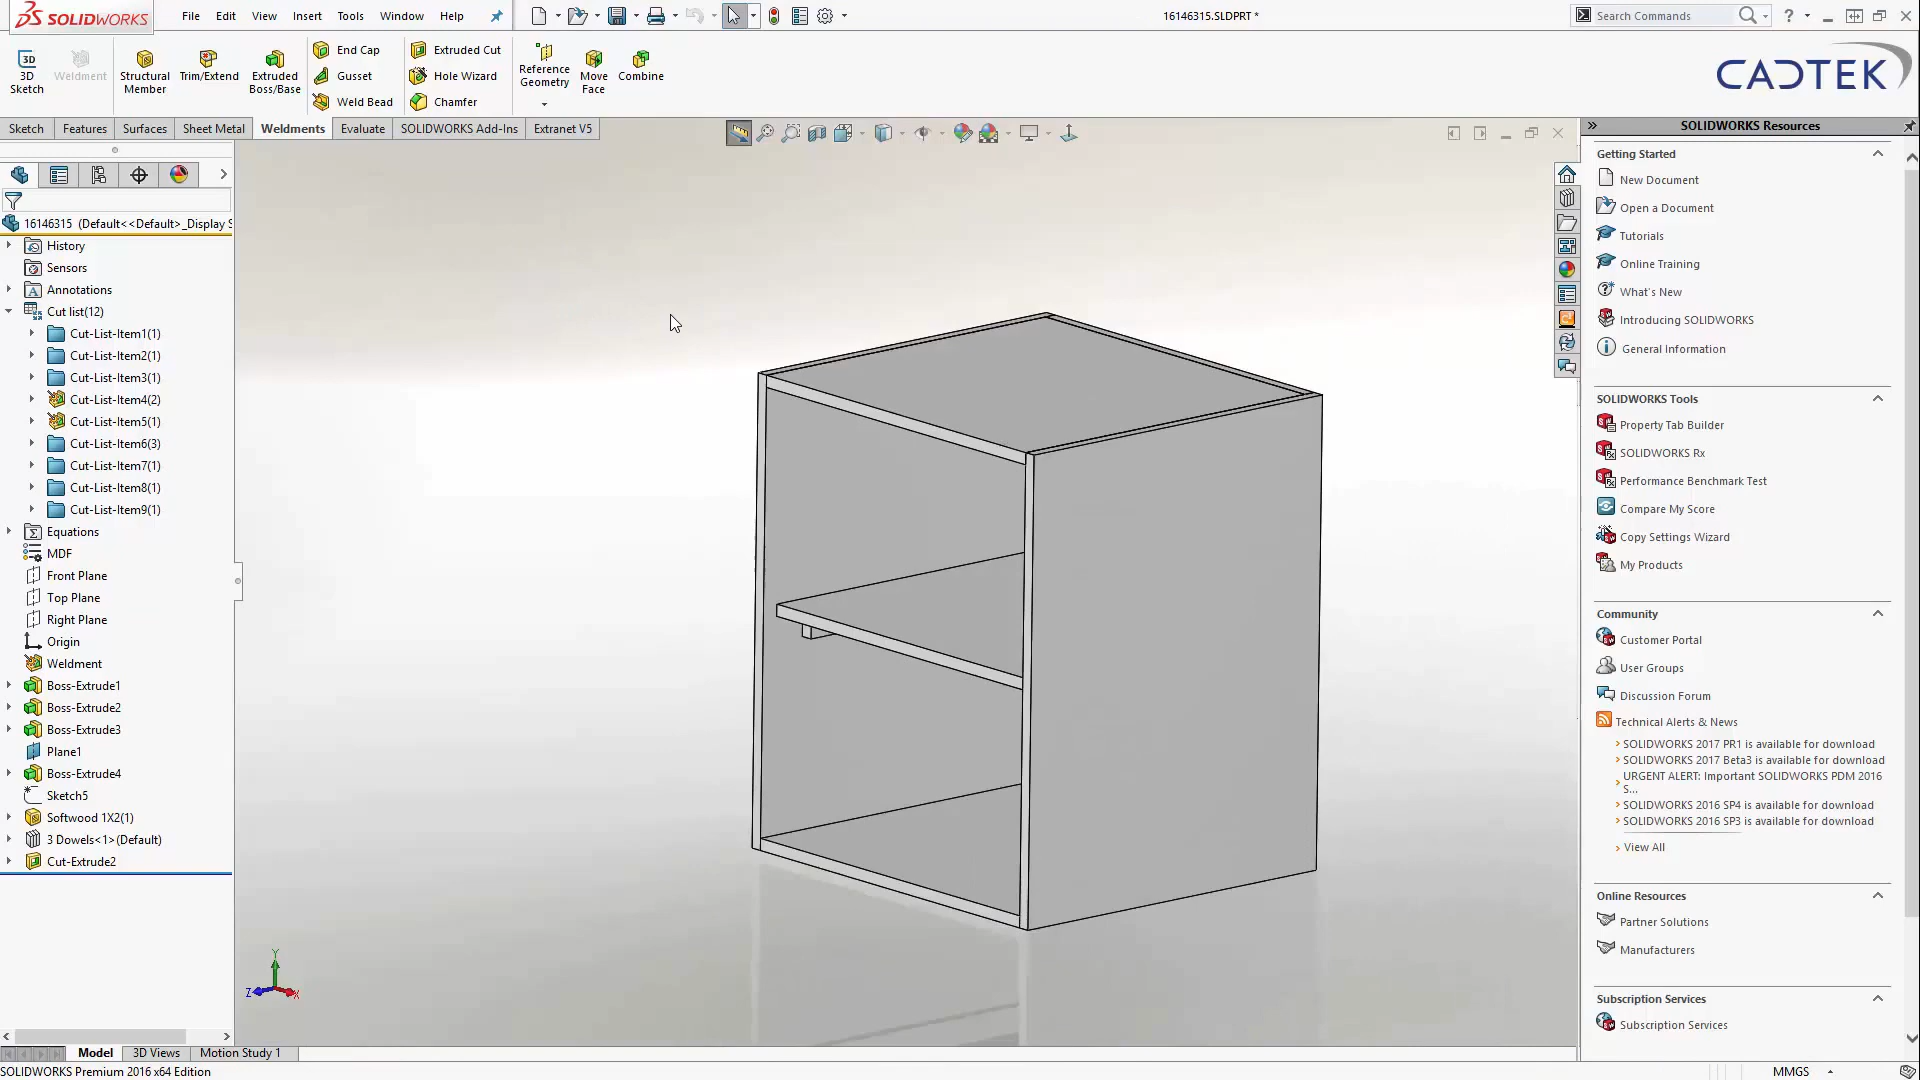 SOLIDWORKS
File
Edit
View
Insert
Tools
Window
Help
16146315.SLDPRT *
Search Commands
3D
Sketch
Weldment
Structural
Member
Trim/Extend
Extruded
Boss/Base
End Cap
Gusset
Weld Bead
Extruded Cut
Hole Wizard
Chamfer
Reference
Geometry
Move
Face
Combine
CADTEK
Sketch
Features
Surfaces
Sheet Metal
Weldments
Evaluate
SOLIDWORKS Add-Ins
Extranet V5
16146315 (Default<<Default>_Display S
History
Sensors
Annotations
Cut list(12)
Cut-List-Item1(1)
Cut-List-Item2(1)
Cut-List-Item3(1)
Cut-List-Item4(2)
Cut-List-Item5(1)
Cut-List-Item6(3)
Cut-List-Item7(1)
Cut-List-Item8(1)
Cut-List-Item9(1)
Equations
MDF
Front Plane
Top Plane
Right Plane
Origin
Weldment
Boss-Extrude1
Boss-Extrude2
Boss-Extrude3
Plane1
Boss-Extrude4
Sketch5
Softwood 1X2(1)
3 Dowels<1>(Default)
Cut-Extrude2
Y
Z
X
SOLIDWORKS Resources
Getting Started
New Document
Open a Document
Tutorials
Online Training
What's New
Introducing SOLIDWORKS
General Information
SOLIDWORKS Tools
Property Tab Builder
SOLIDWORKS Rx
Performance Benchmark Test
Compare My Score
Copy Settings Wizard
My Products
Community
Customer Portal
User Groups
Discussion Forum
Technical Alerts & News
SOLIDWORKS 2017 PR1 is available for download
SOLIDWORKS 2017 Beta3 is available for download
URGENT ALERT: Important SOLIDWORKS PDM 2016
S...
SOLIDWORKS 2016 SP4 is available for download
SOLIDWORKS 2016 SP3 is available for download
View All
Online Resources
Partner Solutions
Manufacturers
Subscription Services
Subscription Services
Model
3D Views
Motion Study 1
SOLIDWORKS Premium 2016 x64 Edition
MMGS